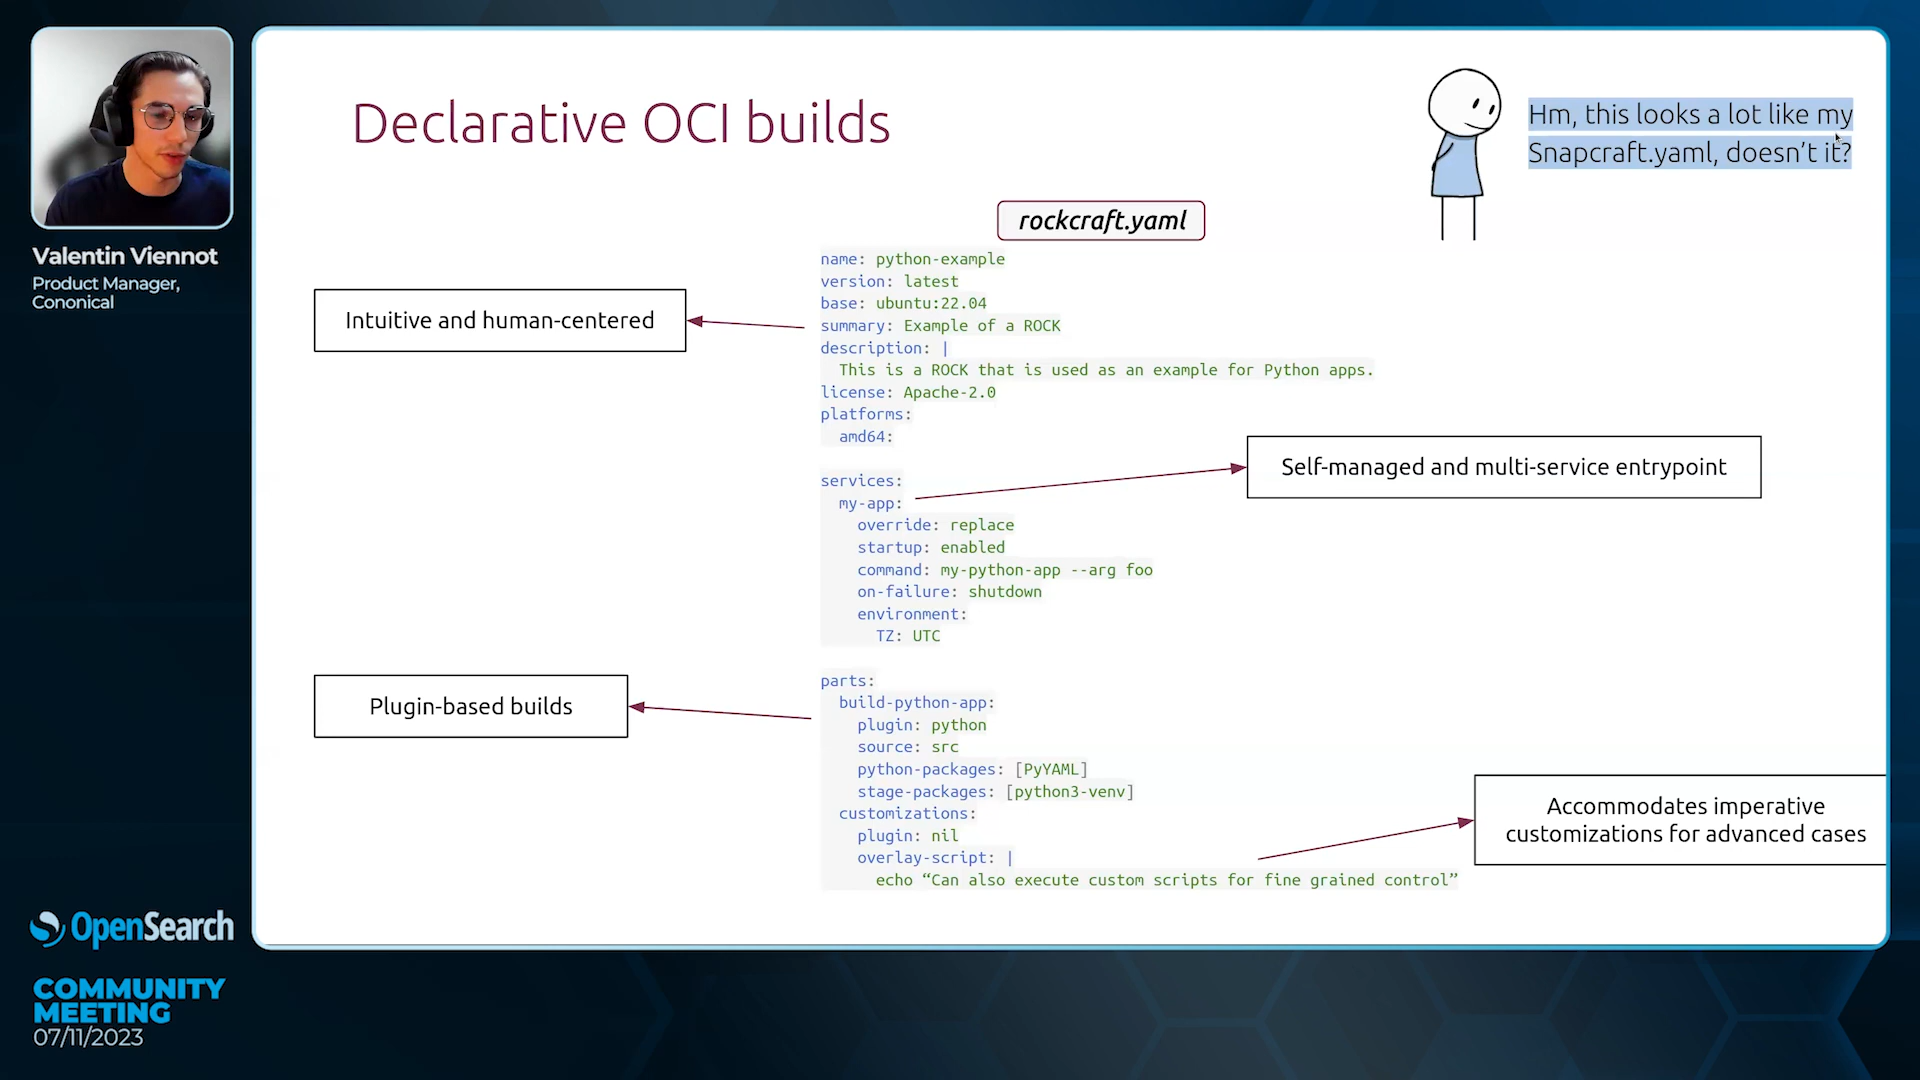 Declarative OCI builds
Hm, this looks a lot like my
Snapcraft.yaml, doesn’t it?
Valentin Viennot
Product Manager,
Cononical
rockcraft.yaml
name: python-example
version: latest
base: ubuntu:22.04
summary: Example of a ROCK
description: |
This is a ROCK that is used as an example for Python apps.
license: Apache-2.0
platforms:
amd64:
services:
my-app:
override: replace
startup: enabled
command: my-python-app --arg foo
on-failure: shutdown
environment:
TZ: UTC
parts:
build-python-app:
plugin: python
source: src
python-packages: [PyYAML]
stage-packages: [python3-venv]
customizations:
plugin: nil
overlay-script: |
echo “Can also execute custom scripts for fine grained control”
Intuitive and human-centered
Self-managed and multi-service entrypoint
Plugin-based builds
Accommodates imperative
customizations for advanced cases
OpenSearch
COMMUNITY
MEETING
07/11/2023